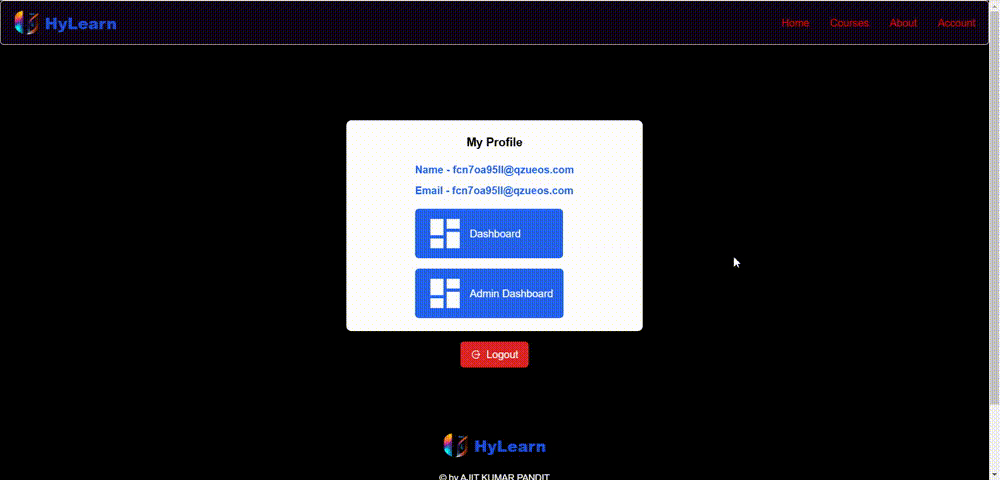 HyLearn
Home Courses About Account
My Profile
Name - fcn7oa95ll@qzueos.com
Email - fcn7oa95ll@qzueos.com
Dashboard
Admin Dashboard
Logout
HyLearn
© by AJIT KUMAR PANDIT